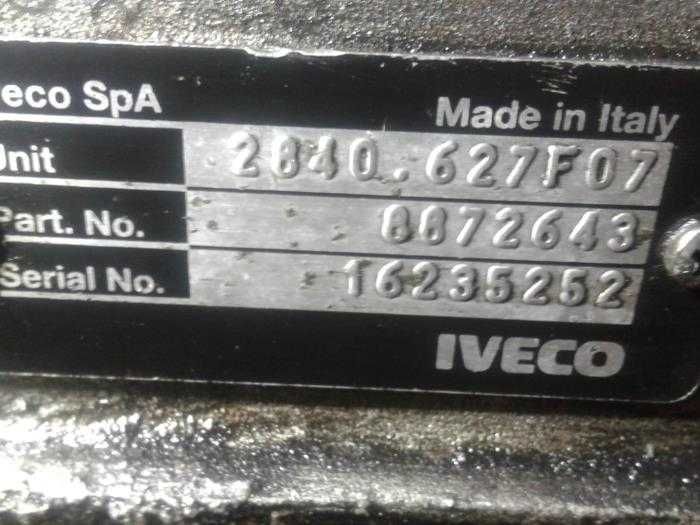 eco SpA
Made in Italy
Unit 2840.627F07
Part. No. 8872643
Serial No. 16235252
IVECO